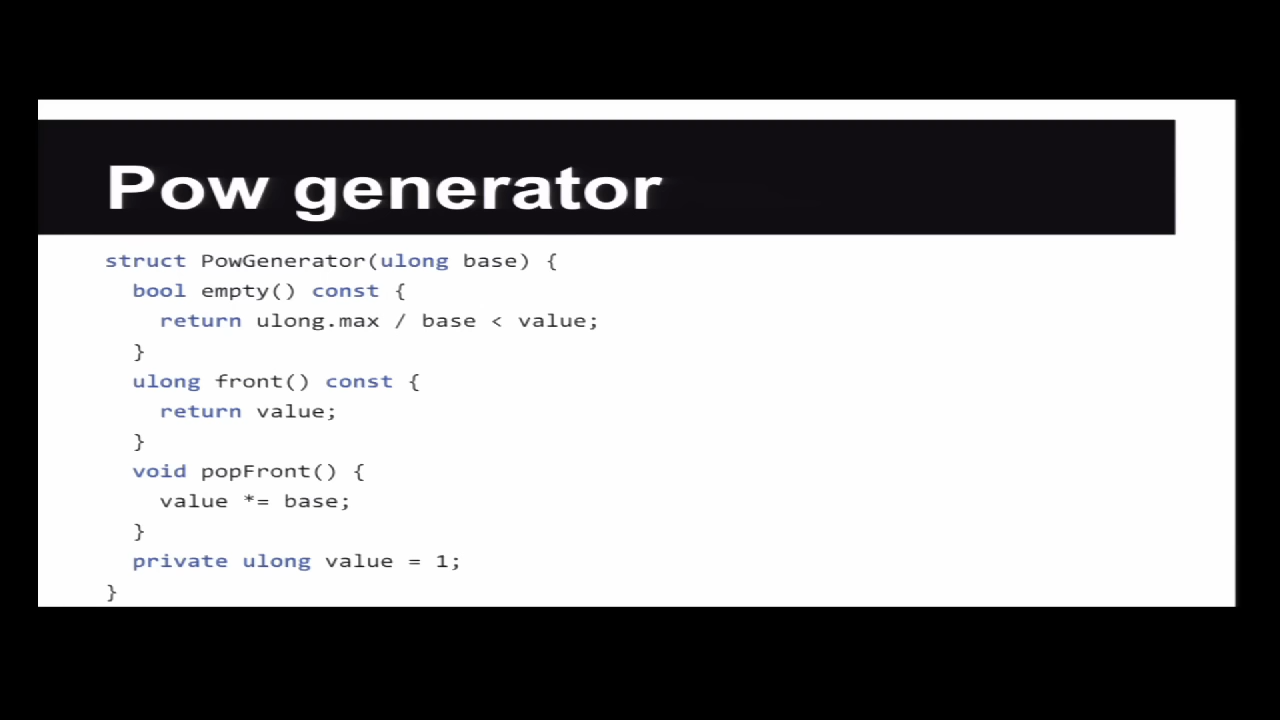 Pow generator
struct PowGenerator(ulong base) {
bool empty() const {
return ulong.max / base < value;
}
ulong front() const {
return value;
}
void popFront() {
value *= base;
}
private ulong value = 1;
}